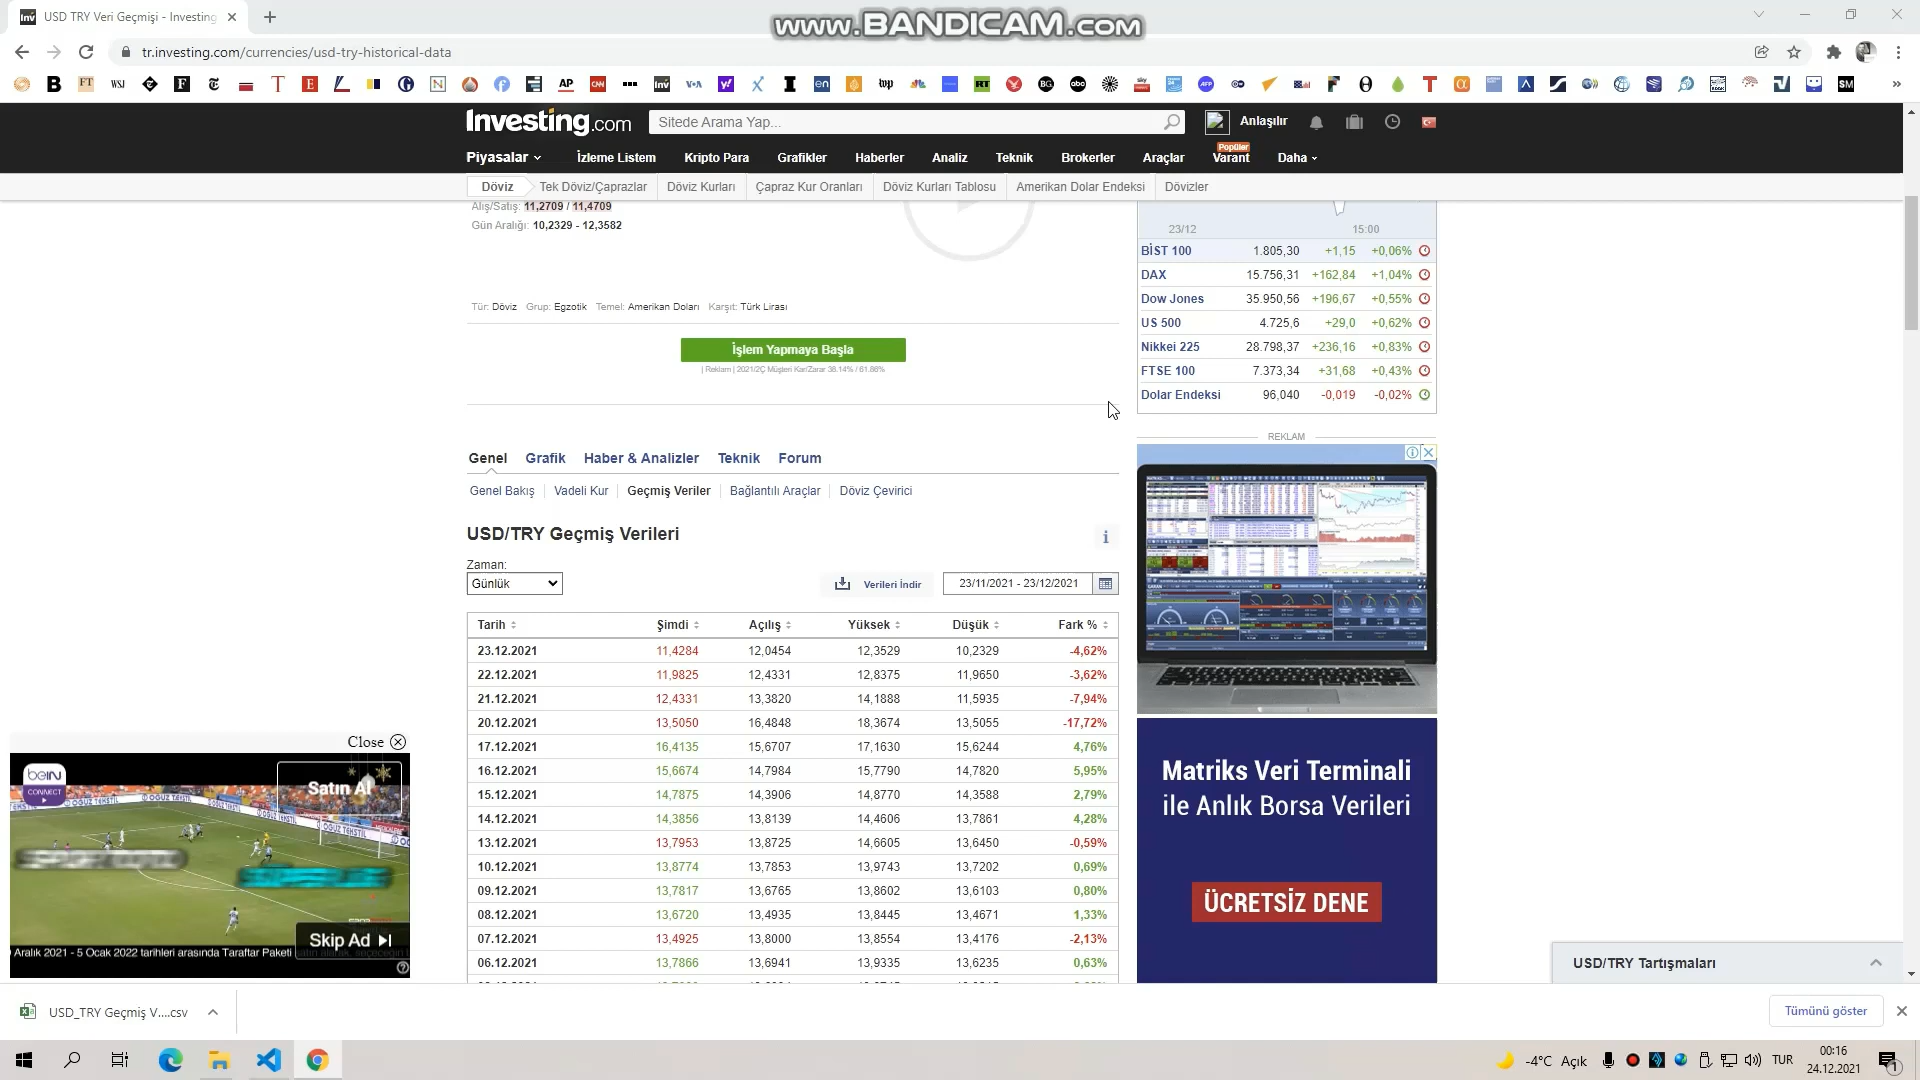 USD TRY Veri Geçmişi - Investing
www.BANDICAM.com
tr.investing.com/currencies/usd-try-historical-data
Investing.com
Sitede Arama Yap...
Anlaşılır
Piyasalar
İzleme Listem
Kripto Para
Grafikler
Haberler
Analiz
Teknik
Brokerler
Araçlar
Popüler
Varant
Daha
Döviz
Tek Döviz/Çaprazlar
Döviz Kurları
Çapraz Kur Oranları
Döviz Kurları Tablosu
Amerikan Dolar Endeksi
Dövizler
Alış/Satış: 11,2709 / 11,4709
Gün Aralığı: 10,2329 - 12,3582
Tür: Döviz Grup: Egzotik Temel: Amerikan Doları Karşıt: Türk Lirası
İşlem Yapmaya Başla
| Reklam | 2021/2Ç Müşteri Kar/Zarar 38.14% / 61.86%
23/12 15:00
BİST 100 1.805,30 +1,15 +0,06%
DAX 15.756,31 +162,84 +1,04%
Dow Jones 35.950,56 +196,67 +0,55%
US 500 4.725,6 +29,0 +0,62%
Nikkei 225 28.798,37 +236,16 +0,83%
FTSE 100 7.373,34 +31,68 +0,43%
Dolar Endeksi 96,040 -0,019 -0,02%
REKLAM
Genel Grafik Haber & Analizler Teknik Forum
Genel Bakış Vadeli Kur Geçmiş Veriler Bağlantılı Araçlar Döviz Çevirici
USD/TRY Geçmiş Verileri
Zaman:
Günlük
Verileri İndir
23/11/2021 - 23/12/2021
Tarih Şimdi Açılış Yüksek Düşük Fark %
23.12.2021 11,4284 12,0454 12,3529 10,2329 -4,62%
22.12.2021 11,9825 12,4331 12,8375 11,9650 -3,62%
21.12.2021 12,4331 13,3820 14,1888 11,5935 -7,94%
20.12.2021 13,5050 16,4848 18,3674 13,5055 -17,72%
17.12.2021 16,4135 15,6707 17,1630 15,6244 4,76%
16.12.2021 15,6674 14,7984 15,7790 14,7820 5,95%
15.12.2021 14,7875 14,3906 14,8770 14,3588 2,79%
14.12.2021 14,3856 13,8139 14,4606 13,7861 4,28%
13.12.2021 13,7953 13,8725 14,6605 13,6450 -0,59%
10.12.2021 13,8774 13,7853 13,9743 13,7202 0,69%
09.12.2021 13,7817 13,6765 13,8602 13,6103 0,80%
08.12.2021 13,6720 13,4935 13,8445 13,4671 1,33%
07.12.2021 13,4925 13,8000 13,8554 13,4176 -2,13%
06.12.2021 13,7866 13,6941 13,9335 13,6235 0,63%
Matriks Veri Terminali
ile Anlık Borsa Verileri
ÜCRETSİZ DENE
Close
beIN
CONNECT
Satın Al
Skip Ad
Aralık 2021 - 5 Ocak 2022 tarihleri arasında Taraftar Paketi
USD/TRY Tartışmaları
USD_TRY Geçmiş V....csv
Tümünü göster
-4°C Açık
TUR
00:16
24.12.2021